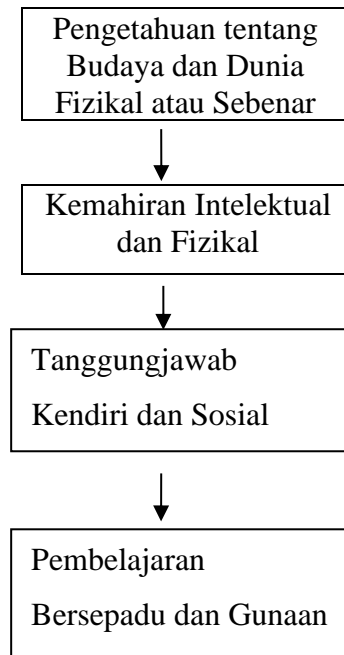 Pengetahuan tentang
Budaya dan Dunia
Fizikal atau Sebenar
Kemahiran Intelektual
dan Fizikal
Tanggungjawab
Kendiri dan Sosial
Pembelajaran
Bersepadu dan Gunaan